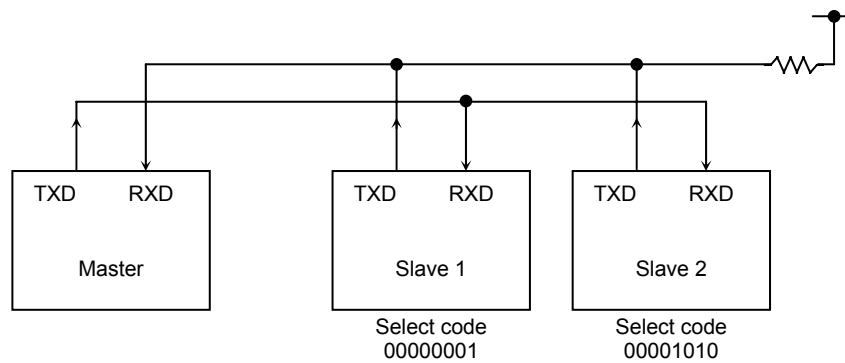 TXD RXD TXD RXD TXD RXD
Master Slave 1 Slave 2
Select code Select code
00000001 00001010